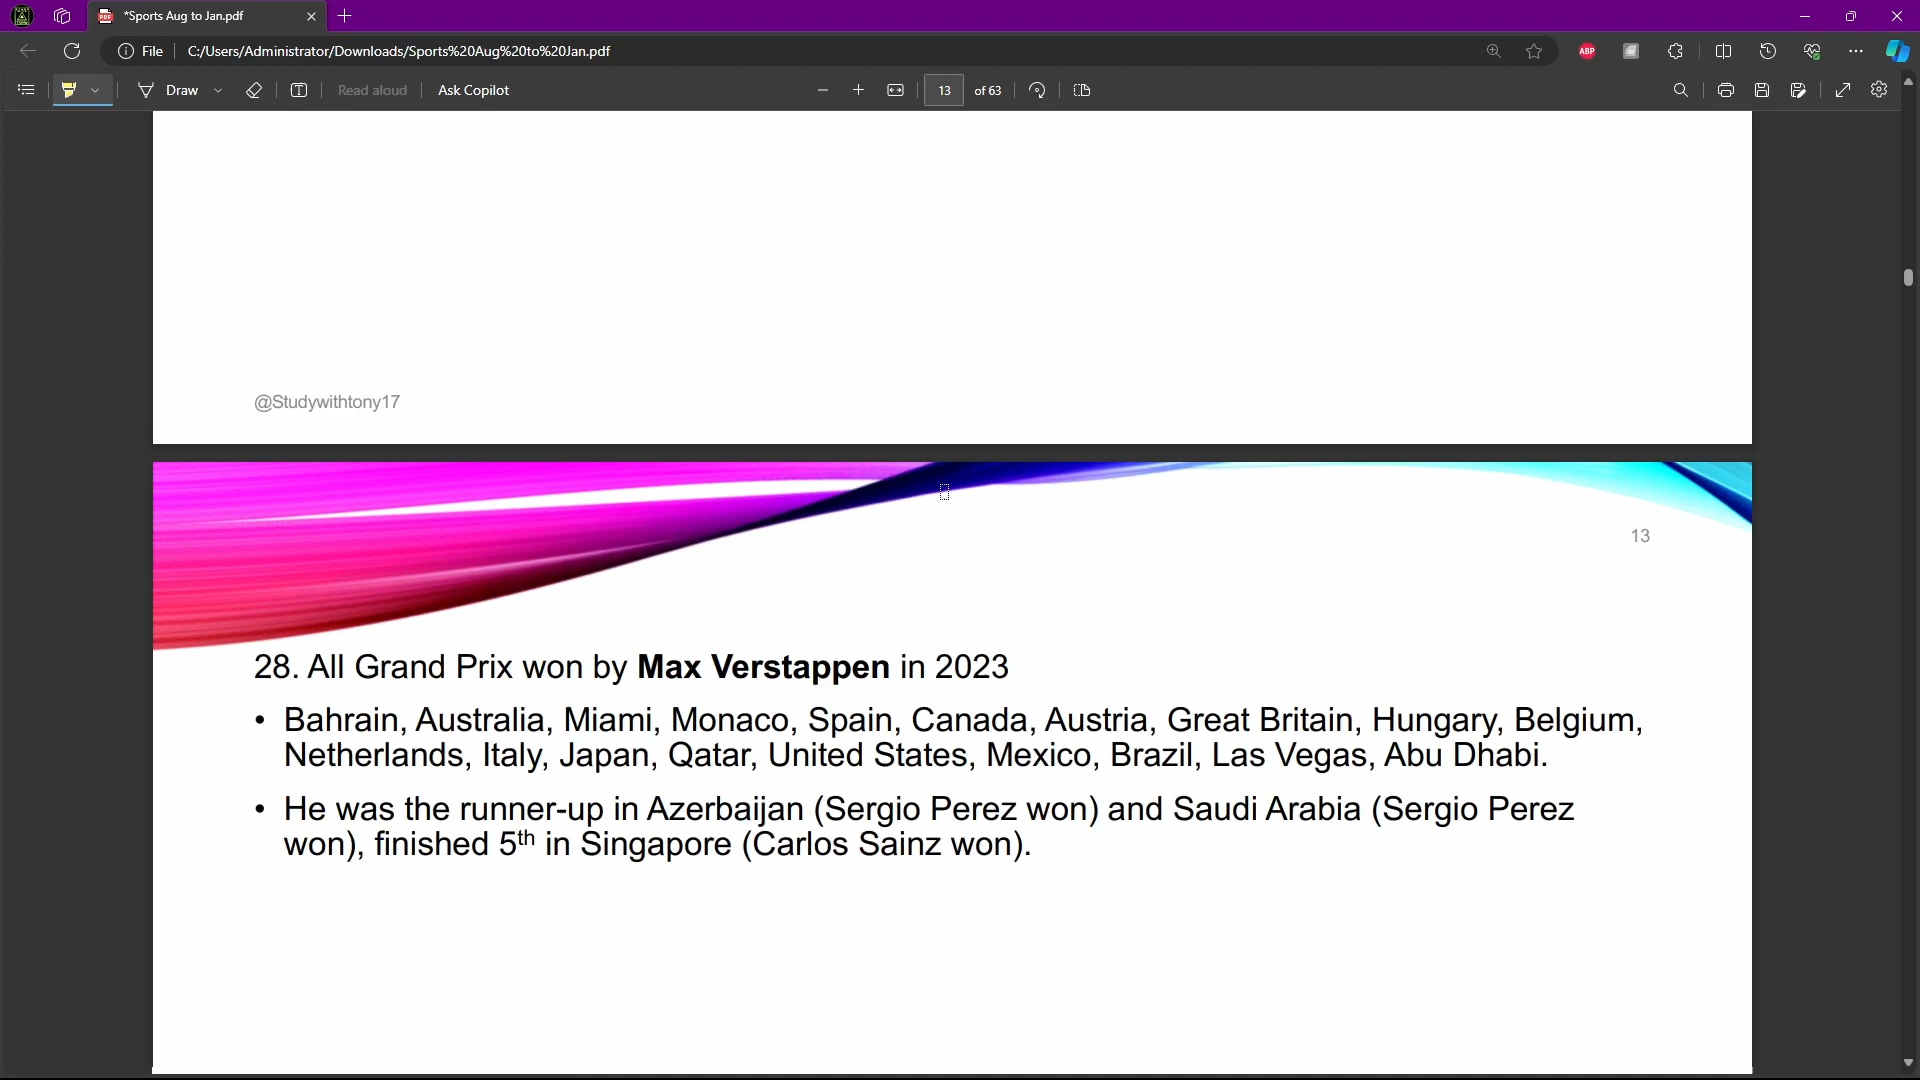 *Sports Aug to Jan.pdf
File
C:/Users/Administrator/Downloads/Sports%20Aug%20to%20Jan.pdf
ABP
Draw
Read aloud
Ask Copilot
13
of 63
@Studywithtony17
13
28. All Grand Prix won by Max Verstappen in 2023
• Bahrain, Australia, Miami, Monaco, Spain, Canada, Austria, Great Britain, Hungary, Belgium,
Netherlands, Italy, Japan, Qatar, United States, Mexico, Brazil, Las Vegas, Abu Dhabi.
• He was the runner-up in Azerbaijan (Sergio Perez won) and Saudi Arabia (Sergio Perez
won), finished 5th in Singapore (Carlos Sainz won).